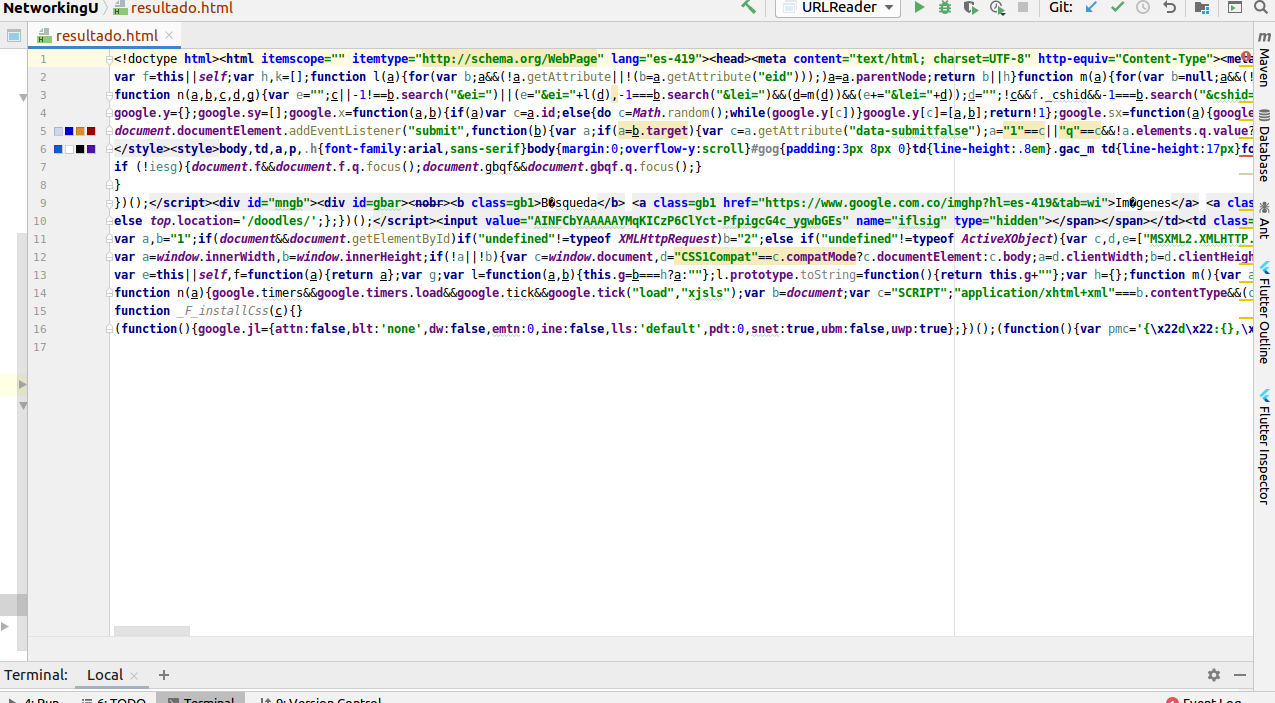 NetworkingU resultado.html URLReader Git:
resultado.html
1 <!doctype html><html itemscope="" itemtype="http://schema.org/WebPage" lang="es-419"><head><meta content="text/html; charset=UTF-8" http-equiv="Content-Type"><meta
2 var f=this||self;var h,k=[];function l(a){for(var b;a&&(!a.getAttribute||!(b=a.getAttribute("eid")));)a=a.parentNode;return b||h}function m(a){for(var b=null;a&&(!
3 function n(a,b,c,d,g){var e="";c||-1!==b.search("&ei=")||(e="&ei="+l(d),-1===b.search("&lei=")&&(d=m(d))&&(e+="&lei="+d));d="";!c&&f._cshid&&-1===b.search("&cshid=
4 google.y={};google.sy=[];google.x=function(a,b){if(a)var c=a.id;else{do c=Math.random();while(google.y[c])}google.y[c]=[a,b];return!1};google.sx=function(a){google
5 document.documentElement.addEventListener("submit",function(b){var a;if(a=b.target){var c=a.getAttribute("data-submitfalse");a="1"==c||"q"==c&&!a.elements.q.value?
6 </style><style>body,td,a,p,.h{font-family:arial,sans-serif}body{margin:0;overflow-y:scroll}#gog{padding:3px 8px 0}td{line-height:.8em}.gac_m td{line-height:17px}fo
7 if (!iesg){document.f&&document.f.q.focus();document.gbqf&&document.gbqf.q.focus();}
8 }
9 })();</script><div id="mngb"><div id=gbar><nobr><b class=gb1>B�squeda</b> <a class=gb1 href="https://www.google.com.co/imghp?hl=es-419&tab=wi">Im�genes</a> <a clas
10 else top.location='/doodles/';};})();</script><input value="AINFCbYAAAAAYMqKICzP6ClYct-PfpigcG4c_ygwbGEs" name="iflsig" type="hidden"></span></span></td><td class=
11 var a,b="1";if(document&&document.getElementById)if("undefined"!=typeof XMLHttpRequest)b="2";else if("undefined"!=typeof ActiveXObject){var c,d,e=["MSXML2.XMLHTTP.
12 var a=window.innerWidth,b=window.innerHeight;if(!a||!b){var c=window.document,d="CSS1Compat"==c.compatMode?c.documentElement:c.body;a=d.clientWidth;b=d.clientHeigh
13 var e=this||self,f=function(a){return a};var g;var l=function(a,b){this.g=b===h?a:""};l.prototype.toString=function(){return this.g+""};var h={};function m(){var a
14 function n(a){google.timers&&google.timers.load&&google.tick&&google.tick("load","xjsls");var b=document;var c="SCRIPT";"application/xhtml+xml"===b.contentType&&(c
15 function _F_installCss(c){}
16 (function(){google.jl={attn:false,blt:'none',dw:false,emtn:0,ine:false,lls:'default',pdt:0,snet:true,ubm:false,uwp:true};})();(function(){var pmc='{\x22d\x22:{},\x
17
Maven
Database
Ant
Flutter Outline
Flutter Inspector
Terminal: Local
4: Run 6: TODO Terminal 9: Version Control Event Log